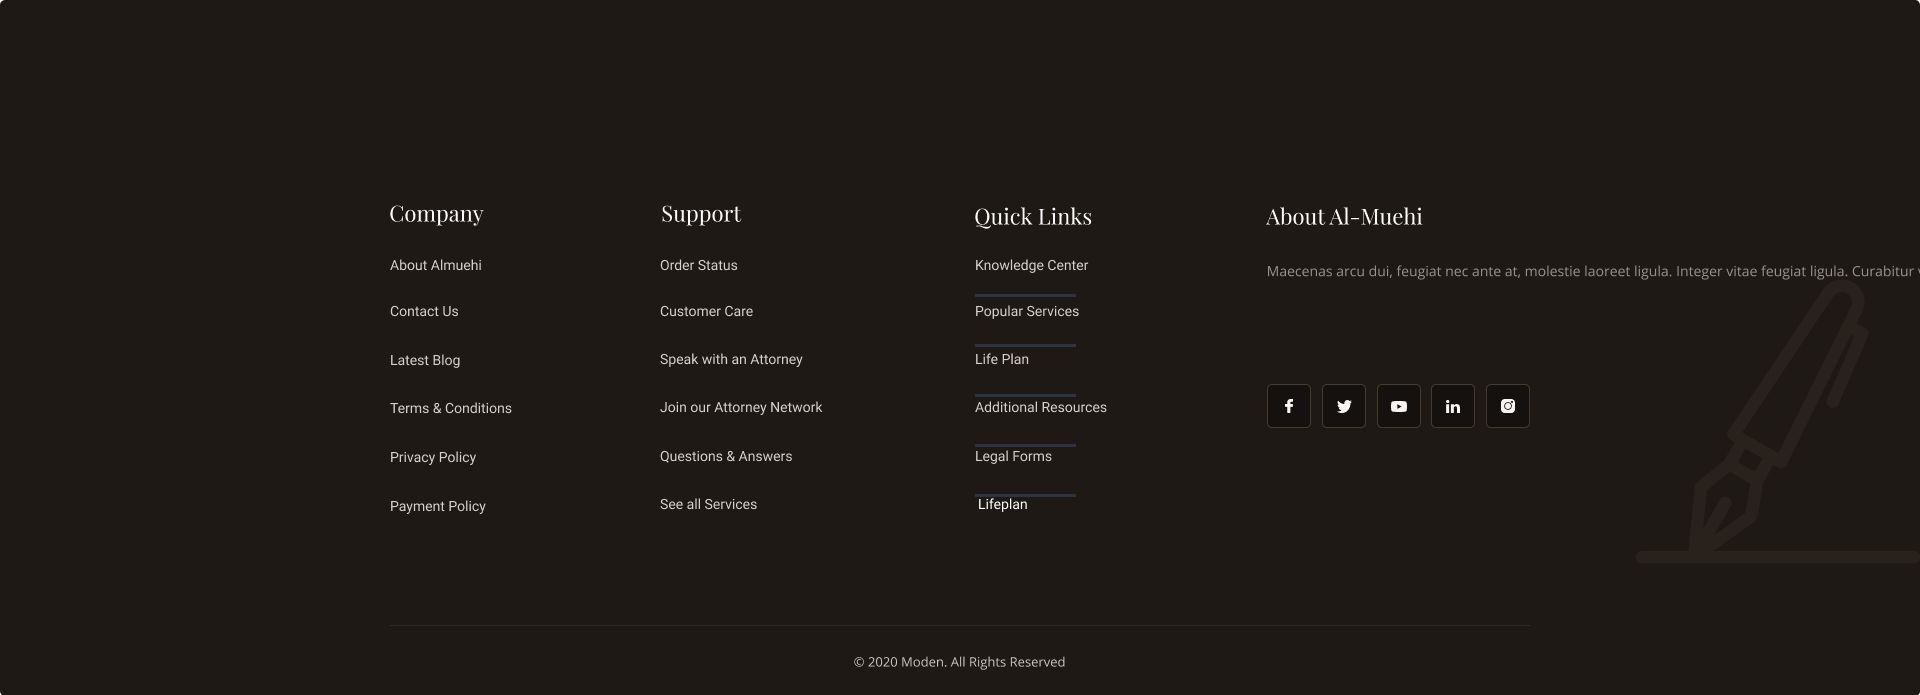 Company
About Almuehi
Contact Us
Latest Blog
Terms & Conditions
Privacy Policy
Payment Policy
Support
Order Status
Customer Care
Speak with an Attorney
Join our Attorney Network
Questions & Answers
See all Services
Quick Links
Knowledge Center
Popular Services
Life Plan
Additional Resources
Legal Forms
Lifeplan
About Al-Muehi
Maecenas arcu dui, feugiat nec ante at, molestie laoreet ligula. Integer vitae feugiat ligula. Curabitur
© 2020 Moden. All Rights Reserved